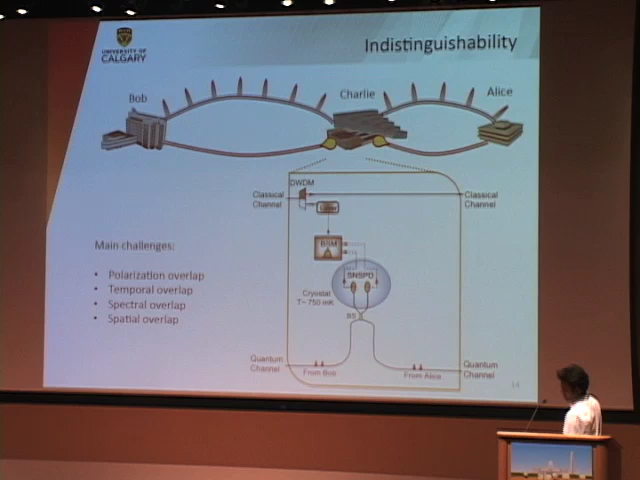 UNIVERSITY OF
CALGARY
Indistinguishability
Bob
Charlie
Alice
DWDM
Classical
Channel
Classical
Channel
BSM
SNSPD
Cryostat
T~ 750 mK
BS
Main challenges:
• Polarization overlap
• Temporal overlap
• Spectral overlap
• Spatial overlap
Quantum
Channel
From Bob
From Alice
Quantum
Channel
14